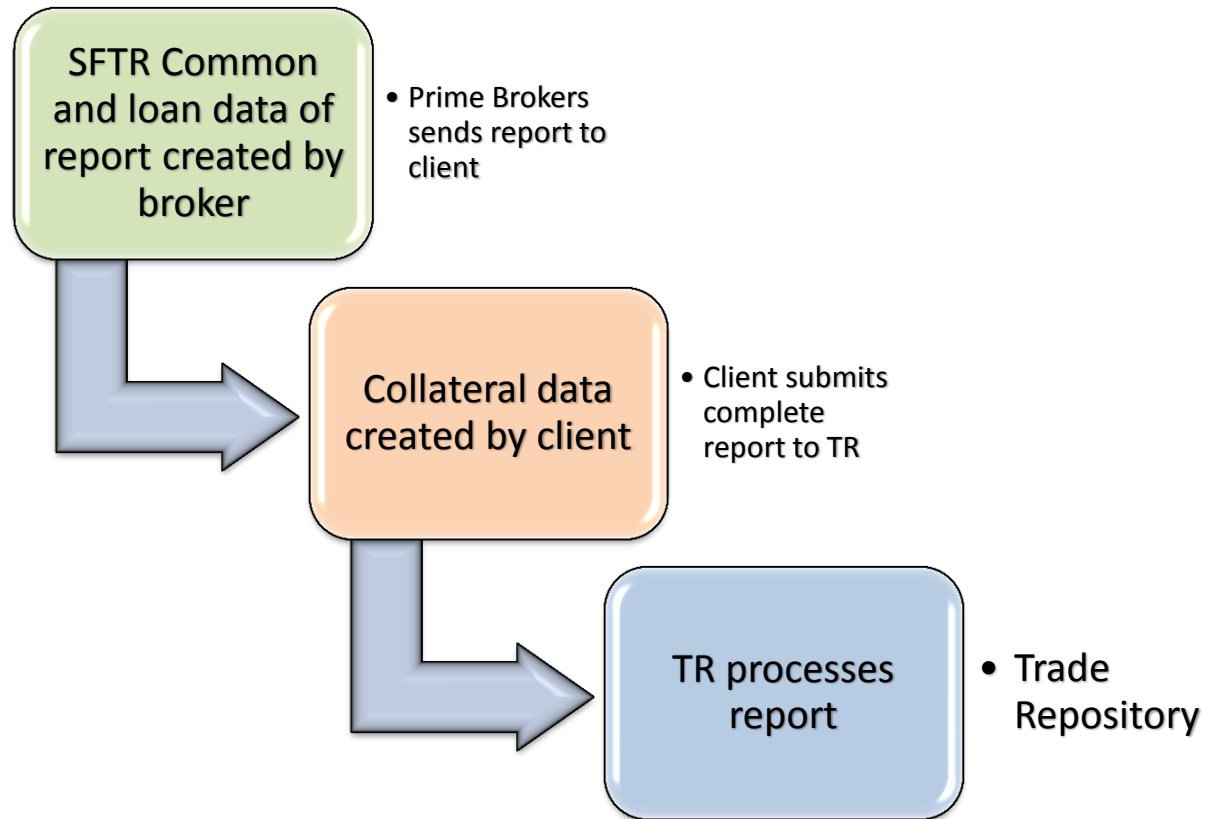 SFTR Common
and loan data of
report created by
broker
• Prime Brokers
sends report to
client
Collateral data
created by client
• Client submits
complete
report to TR
TR processes
report
• Trade
Repository